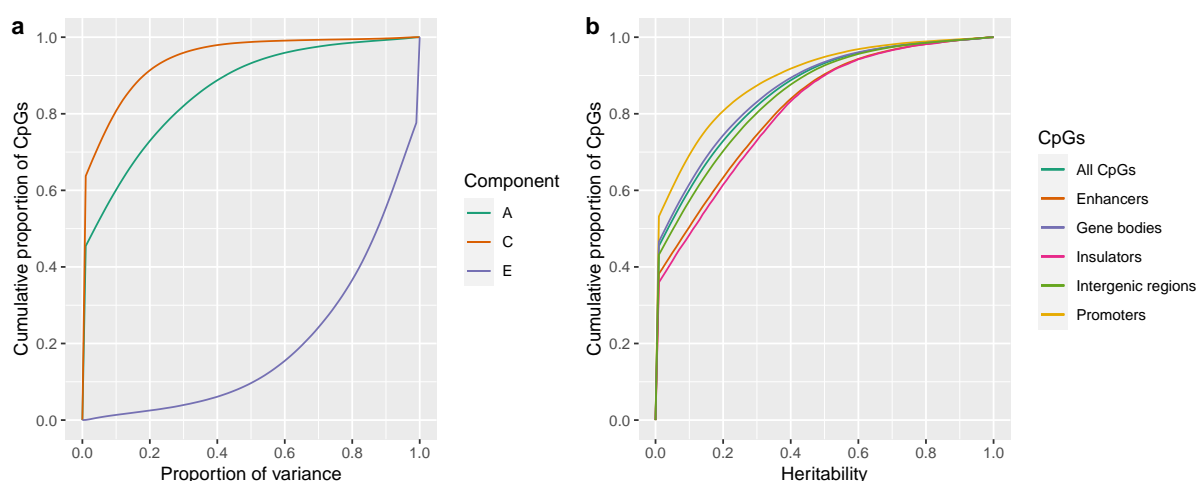 a
Cumulative proportion of CpGs
1.0
0.8
0.6
0.4
0.2
0.0
0.0 0.2 0.4 0.6 0.8 1.0
Proportion of variance
Component
A
C
E
b
Cumulative proportion of CpGs
1.0
0.8
0.6
0.4
0.2
0.0
0.0 0.2 0.4 0.6 0.8 1.0
Heritability
CpGs
All CpGs
Enhancers
Gene bodies
Insulators
Intergenic regions
Promoters